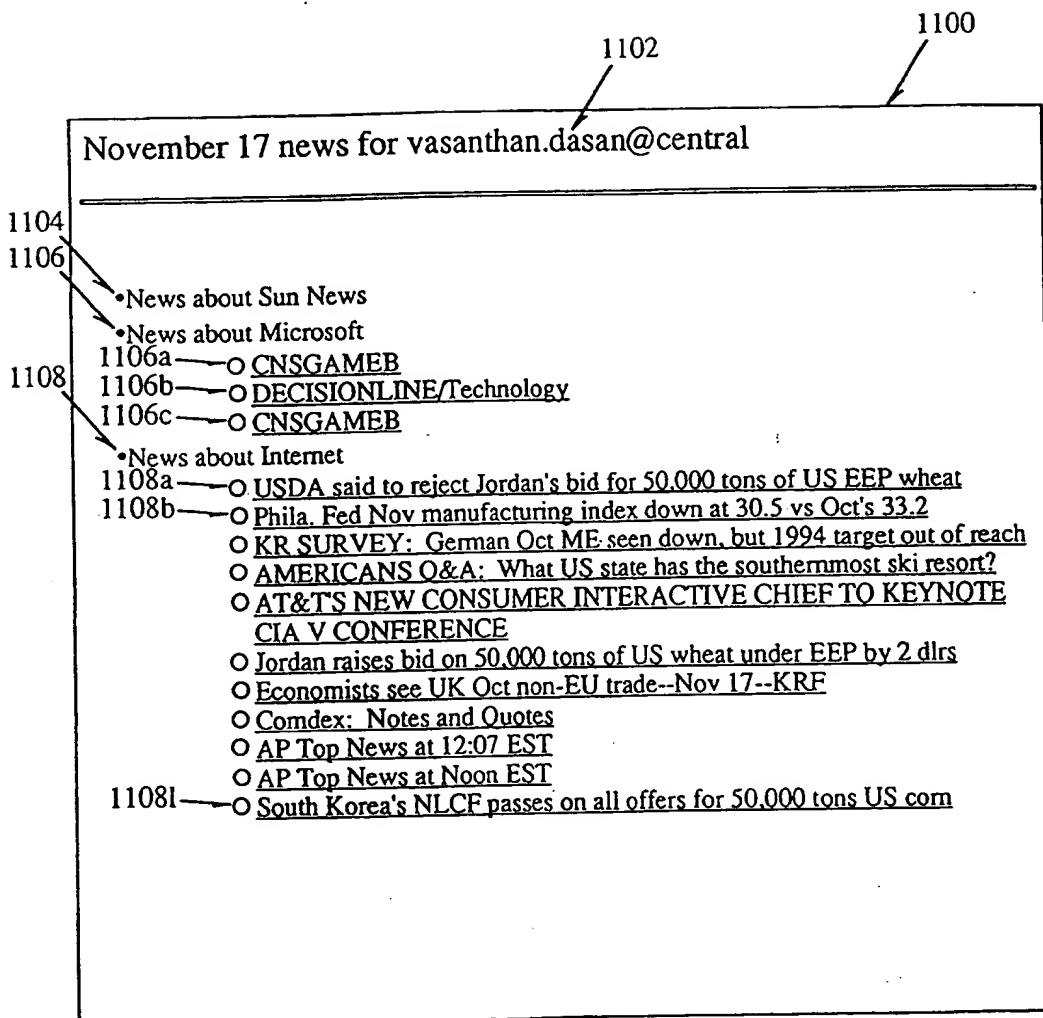 1100
1102
November 17 news for vasanthan.dasan@central
1104
1106
•News about Sun News
•News about Microsoft
1106a
O CNSGAMEB
1108
1106b
O DECISIONLINE/Technology
1106c
O CNSGAMEB
•News about Internet
1108a
O USDA said to reject Jordan's bid for 50,000 tons of US EEP wheat
1108b
O Phila. Fed Nov manufacturing index down at 30.5 vs Oct's 33.2
O KR SURVEY: German Oct ME seen down, but 1994 target out of reach
O AMERICANS Q&A: What US state has the southernmost ski resort?
O AT&T'S NEW CONSUMER INTERACTIVE CHIEF TO KEYNOTE
CIA V CONFERENCE
O Jordan raises bid on 50,000 tons of US wheat under EEP by 2 dlrs
O Economists see UK Oct non-EU trade--Nov 17--KRF
O Comdex: Notes and Quotes
O AP Top News at 12:07 EST
O AP Top News at Noon EST
1108l
O South Korea's NLCF passes on all offers for 50,000 tons US corn